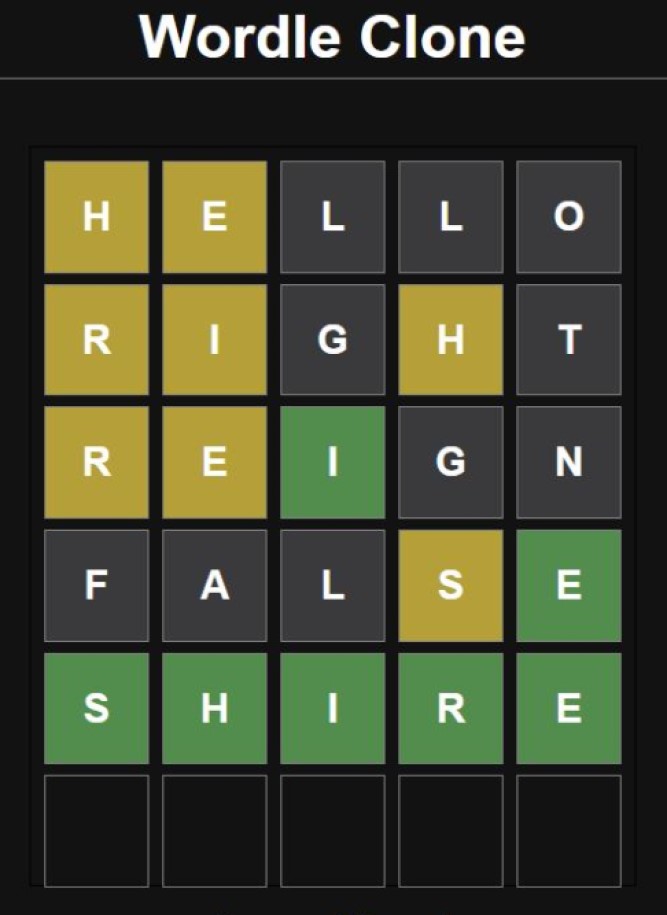 Wordle Clone
H E L L O
R I G H T
R E I G N
F A L S E
S H I R E